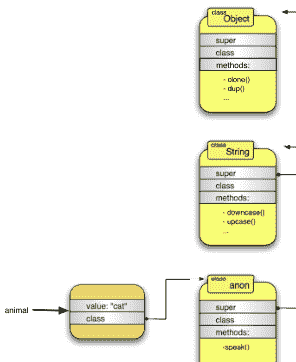 class
Object
super
class
methods:
- clone()
- dup()
...
class
String
super
class
methods:
- downcase()
- upcase()
...
class
anon
animal
value: "cat"
class
super
class
methods:
-speak()